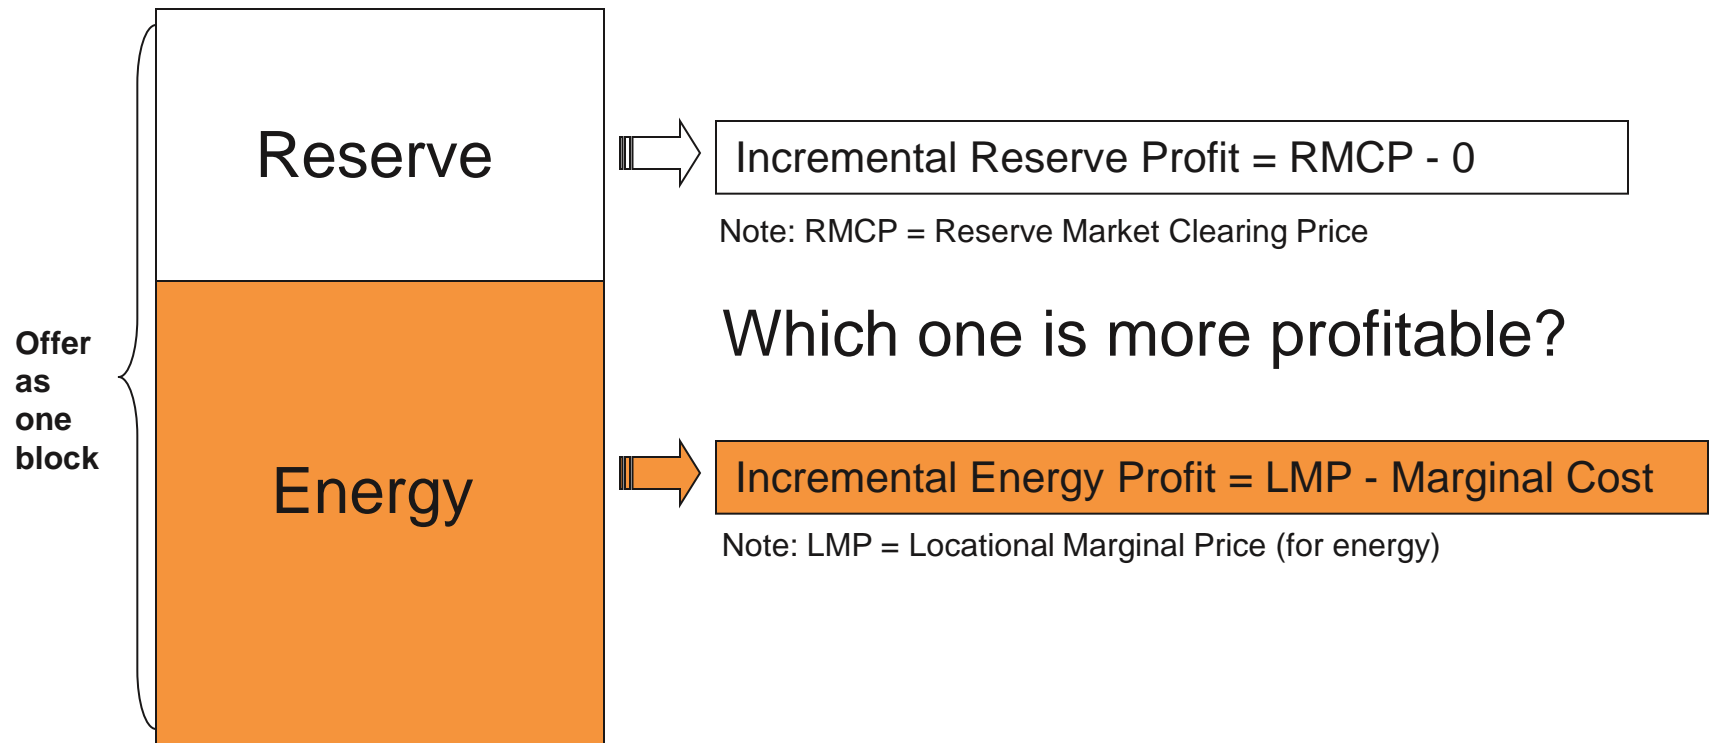 Reserve
Incremental Reserve Profit = RMCP - 0
Note: RMCP = Reserve Market Clearing Price
Which one is more profitable?
Offer
as
one
block
Energy
Incremental Energy Profit = LMP - Marginal Cost
Note: LMP = Locational Marginal Price (for energy)